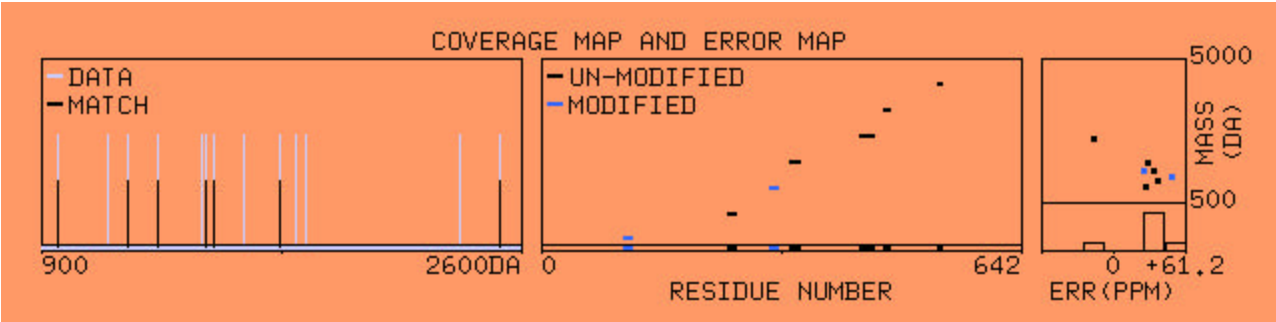 COVERAGE MAP AND ERROR MAP
DATA
MATCH
900
2600DA
UN-MODIFIED
MODIFIED
0
642
RESIDUE NUMBER
5000
MASS
(DA)
500
0
+61.2
ERR(PPM)